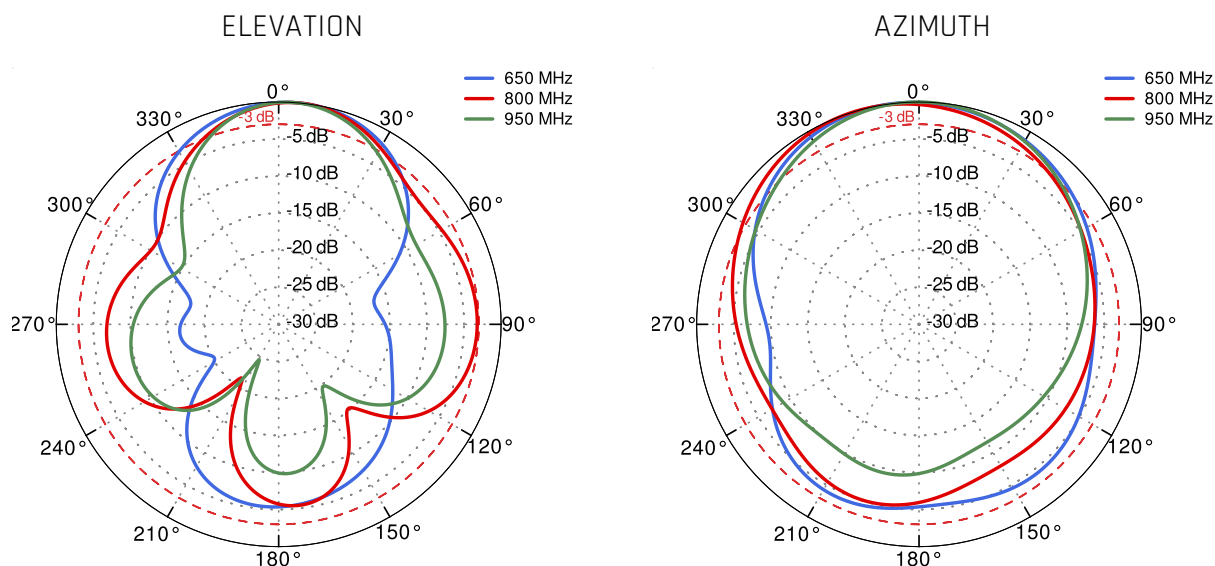 ELEVATION
650 MHz
800 MHz
950 MHz
0°
330°
-3 dB
30°
-5 dB
-10 dB
300°
60°
-15 dB
-20 dB
-25 dB
270°
-30 dB
90°
240°
120°
210°
150°
180°
AZIMUTH
650 MHz
800 MHz
950 MHz
0°
330°
-3 dB
30°
-5 dB
-10 dB
300°
60°
-15 dB
-20 dB
-25 dB
270°
-30 dB
90°
240°
120°
210°
150°
180°